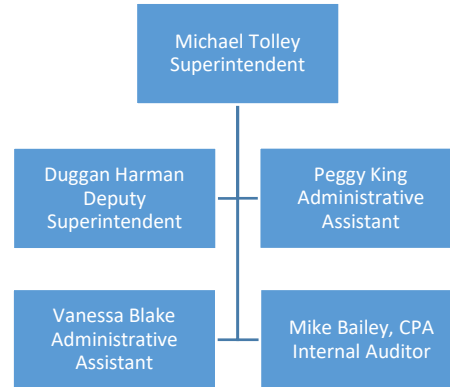 Michael Tolley
Superintendent
Duggan Harman
Deputy
Superintendent
Peggy King
Administrative
Assistant
Vanessa Blake
Administrative
Assistant
Mike Bailey, CPA
Internal Auditor